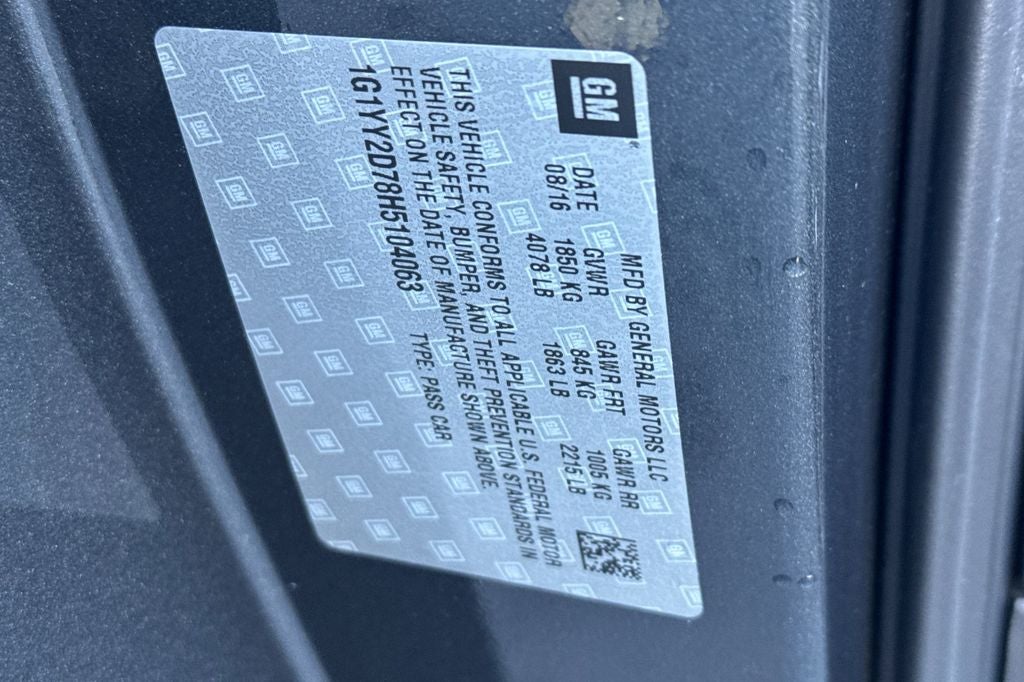 GM
MFD BY GENERAL MOTORS LLC
DATE GVWR GAWR FRT GAWR RR
08/16 1850 KG 845 KG 1005 KG
4078 LB 1863 LB 2215 LB
THIS VEHICLE CONFORMS TO ALL APPLICABLE U.S. FEDERAL MOTOR
VEHICLE SAFETY, BUMPER, AND THEFT PREVENTION STANDARDS IN
EFFECT ON THE DATE OF MANUFACTURE SHOWN ABOVE.
1G1YY2D78H5104063 TYPE: PASS CAR